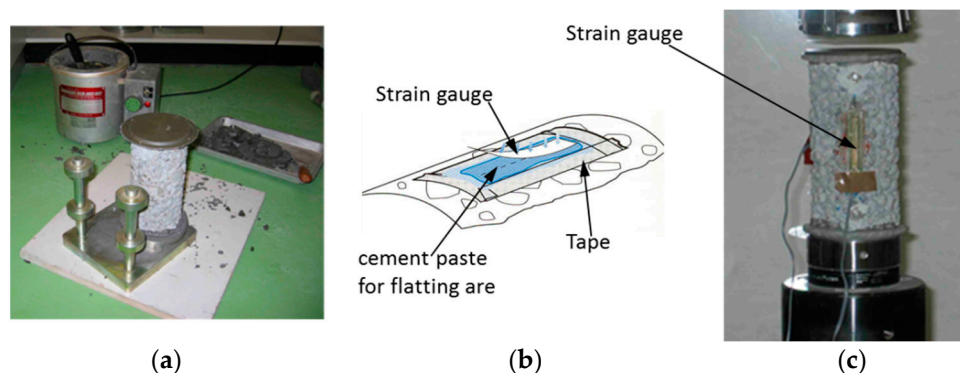 Strain gauge
Strain gauge
Tape
cement paste
for flatting are
(a)
(b)
(c)